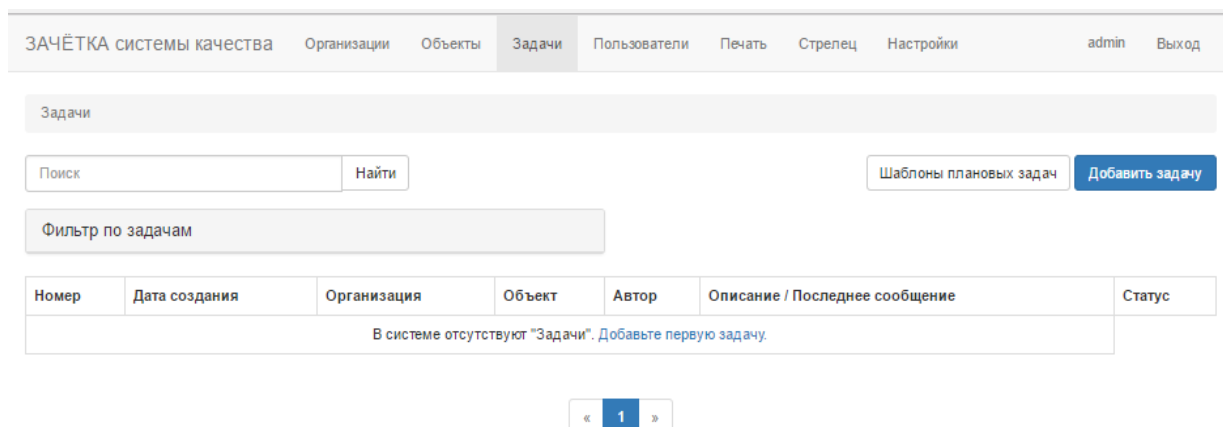 ЗАЧЁТКА системы качества Организации Объекты Задачи Пользователи Печать Стрелец Настройки admin Выход
Задачи
Поиск Найти Шаблоны плановых задач Добавить задачу
Фильтр по задачам
Номер Дата создания Организация Объект Автор Описание / Последнее сообщение Статус
В системе отсутствуют "Задачи". Добавьте первую задачу.
« 1 »